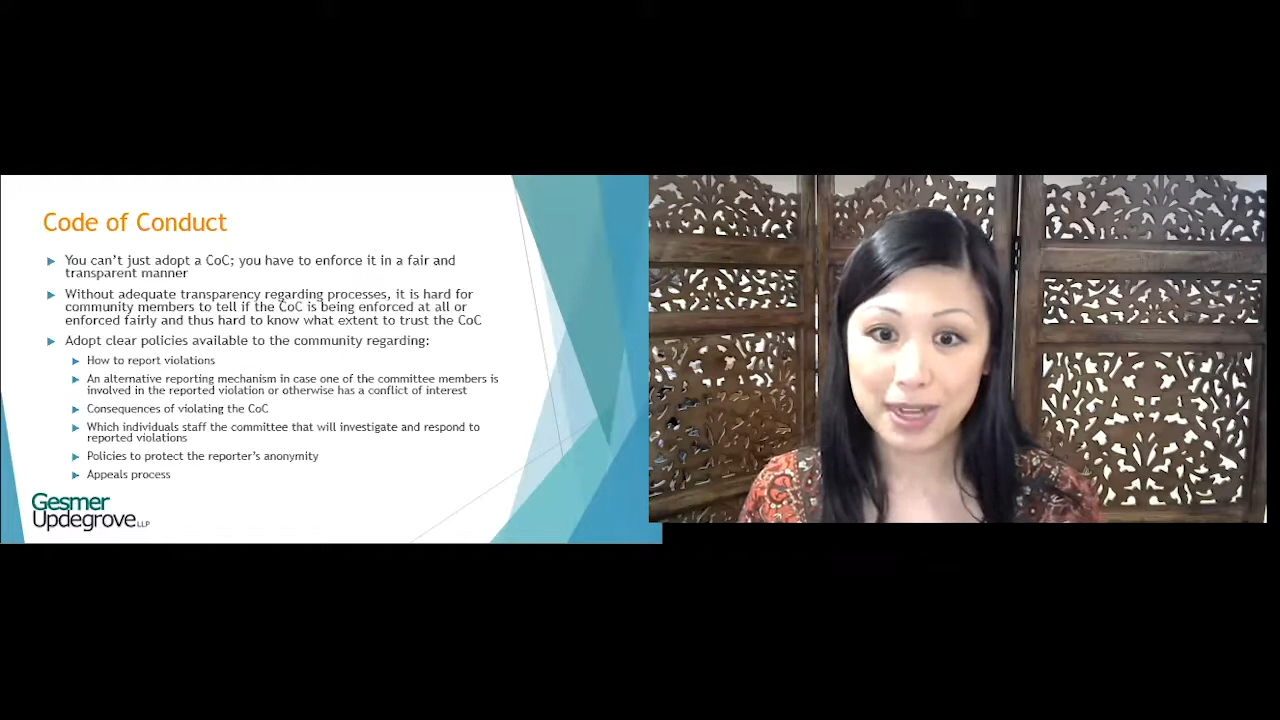 Code of Conduct
You can't just adopt a CoC; you have to enforce it in a fair and
transparent manner
Without adequate transparency regarding processes, it is hard for
community members to tell if the CoC is being enforced at all or
enforced fairly and thus hard to know what extent to trust the CoC
Adopt clear policies available to the community regarding:
How to report violations
An alternative reporting mechanism in case one of the committee members is
involved in the reported violation or otherwise has a conflict of interest
Consequences of violating the CoC
Which individuals staff the committee that will investigate and respond to
reported violations
Policies to protect the reporter's anonymity
Appeals process
Gesmer
Updegrove LLP